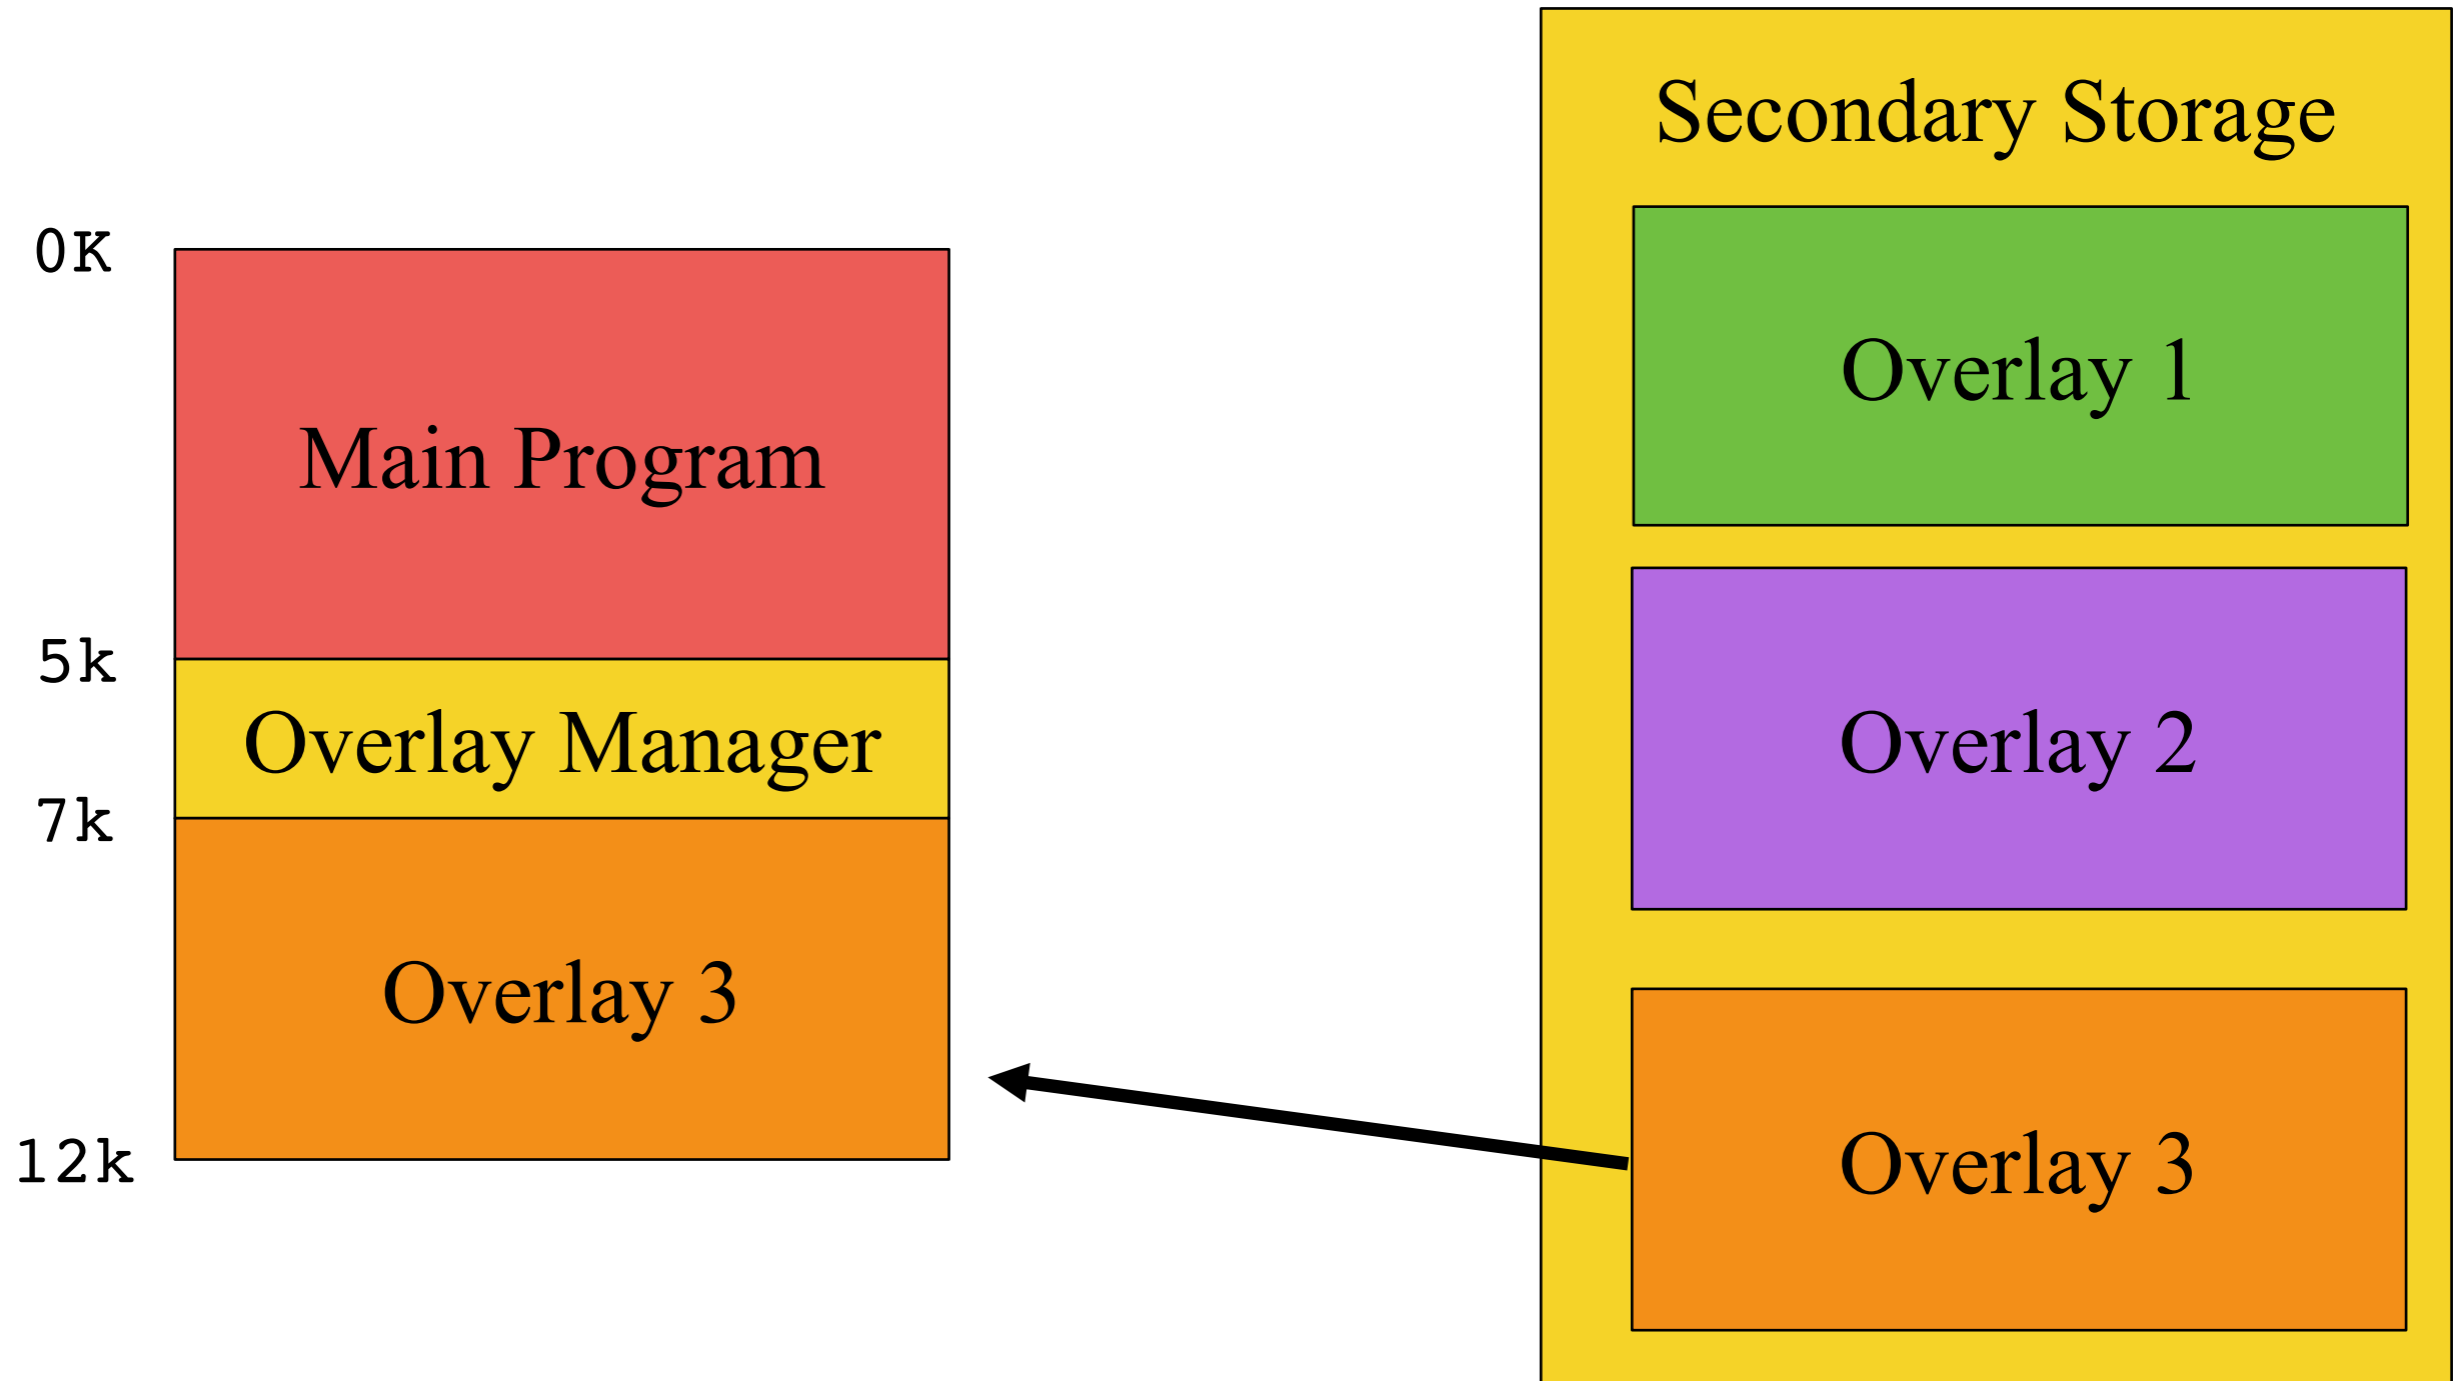 0K
Main Program
5k
Overlay Manager
7k
Overlay 3
12k
Secondary Storage
Overlay 1
Overlay 2
Overlay 3